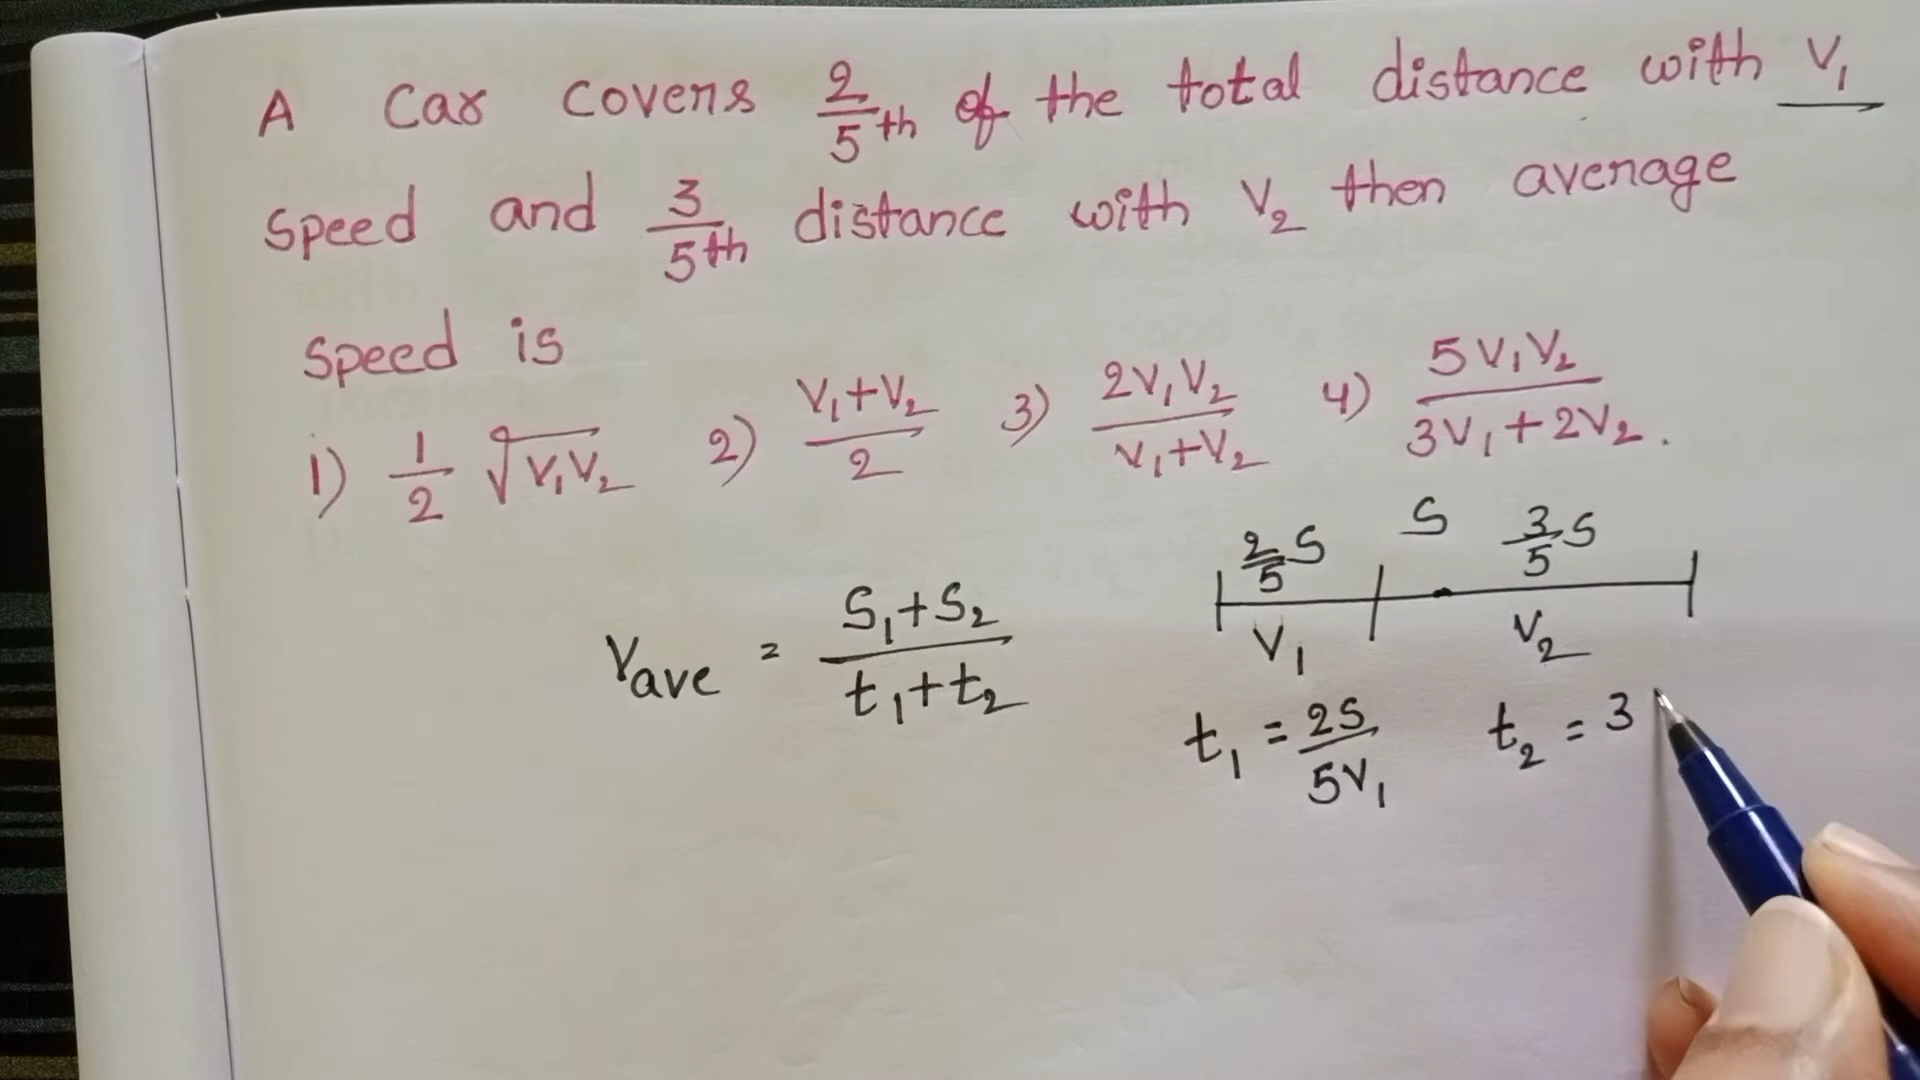 A Car covers 2/5th of the total distance with V₁
speed and 3/5th distance with V₂ then average
speed is
1) 1/2 √V₁V₂ 2) V₁+V₂/2 3) 2V₁V₂/V₁+V₂ 4) 5V₁V₂/3V₁+2V₂.
2/5 S S 3/5 S
V₁ V₂
Vave = S₁+S₂/t₁+t₂
t₁ = 2S/5V₁ t₂ = 3